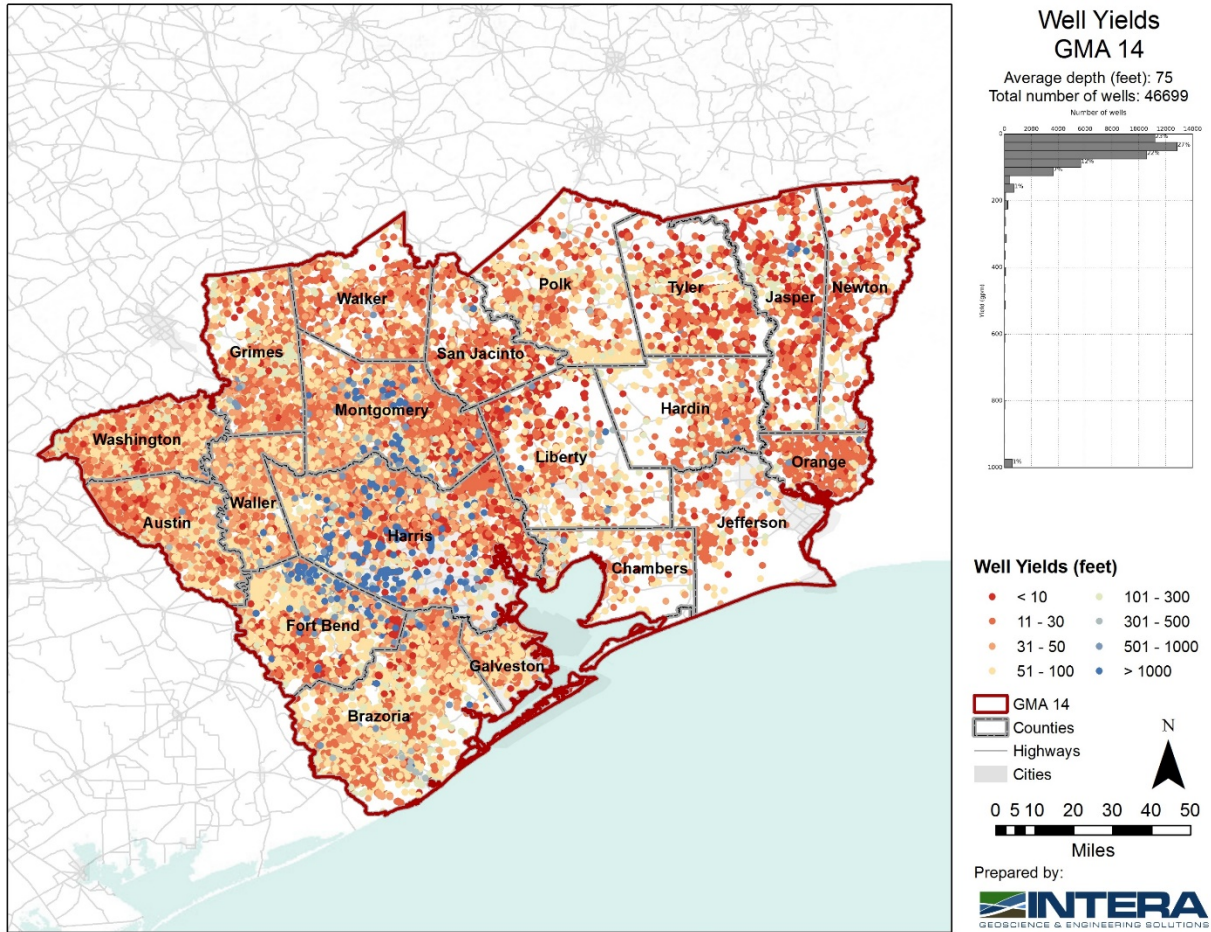 Well Yields
GMA 14
Average depth (feet): 75
Total number of wells: 46699
Number of wells
0 2000 4000 6000 8000 10000 12000 14000
0
23%
27%
22%
12%
7%
1%
200
400
Yield (gpm)
600
800
1000
1%
Polk
Tyler
Jasper
Newton
Walker
Grimes
San Jacinto
Montgomery
Hardin
Washington
Liberty
Orange
Waller
Austin
Harris
Jefferson
Chambers
Fort Bend
Galveston
Brazoria
Well Yields (feet)
< 10
11 - 30
31 - 50
51 - 100
101 - 300
301 - 500
501 - 1000
> 1000
GMA 14
Counties
Highways
Cities
N
0 5 10 20 30 40 50
Miles
Prepared by:
INTERA
GEOSCIENCE & ENGINEERING SOLUTIONS